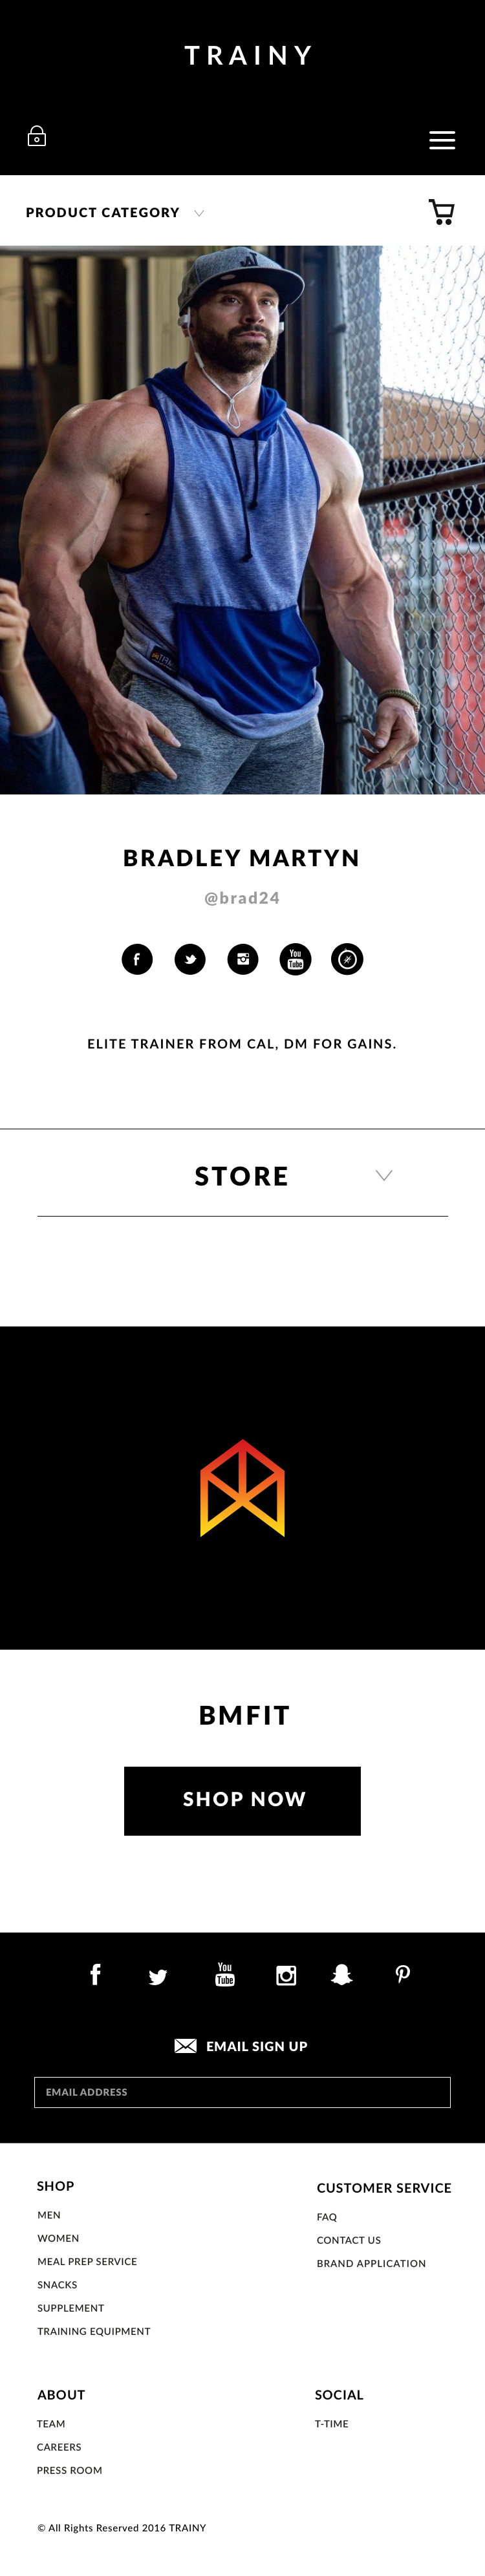 TRAINY
PRODUCT CATEGORY
BRADLEY MARTYN
@brad24
You
Tube
ELITE TRAINER FROM CAL, DM FOR GAINS.
STORE
BMFIT
SHOP NOW
You
Tube
EMAIL SIGN UP
EMAIL ADDRESS
SHOP
MEN
WOMEN
MEAL PREP SERVICE
SNACKS
SUPPLEMENT
TRAINING EQUIPMENT
CUSTOMER SERVICE
FAQ
CONTACT US
BRAND APPLICATION
ABOUT
TEAM
CAREERS
PRESS ROOM
SOCIAL
T-TIME
© All Rights Reserved 2016 TRAINY